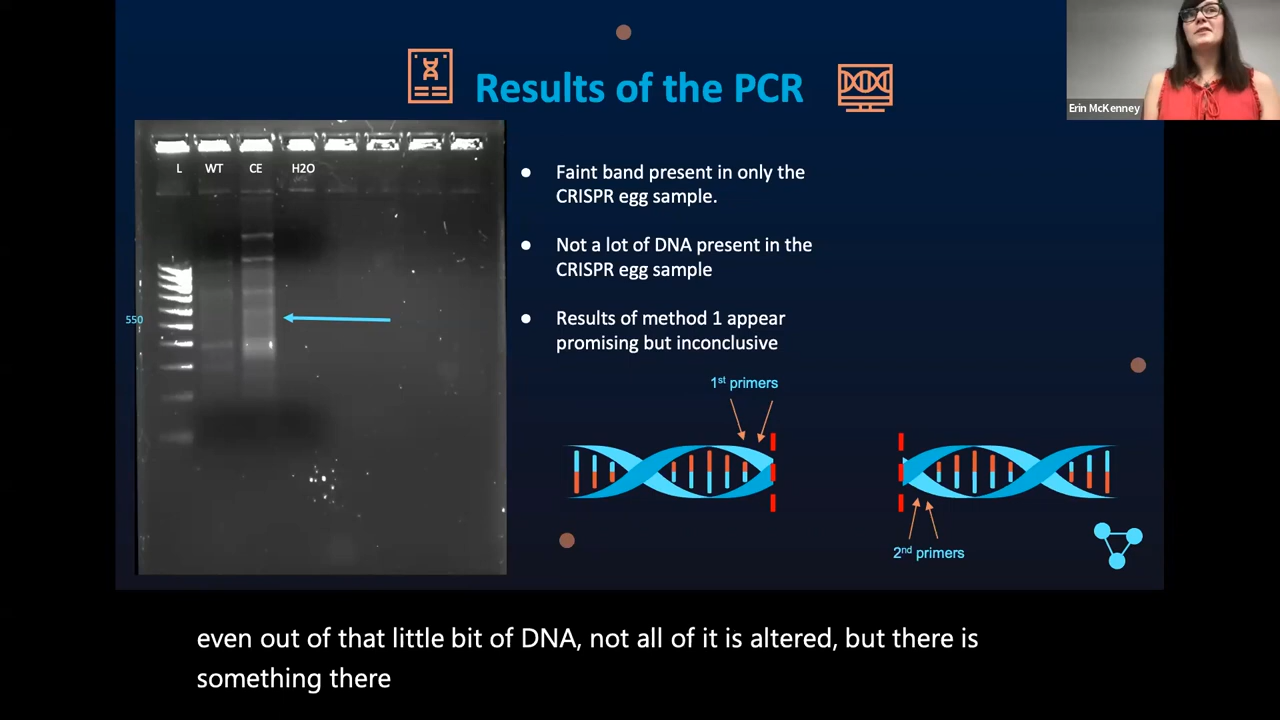 Results of the PCR
Erin McKenney
L WT CE H2O
550
Faint band present in only the
CRISPR egg sample.
Not a lot of DNA present in the
CRISPR egg sample
Results of method 1 appear
promising but inconclusive
1st primers
2nd primers
even out of that little bit of DNA, not all of it is altered, but there is
something there